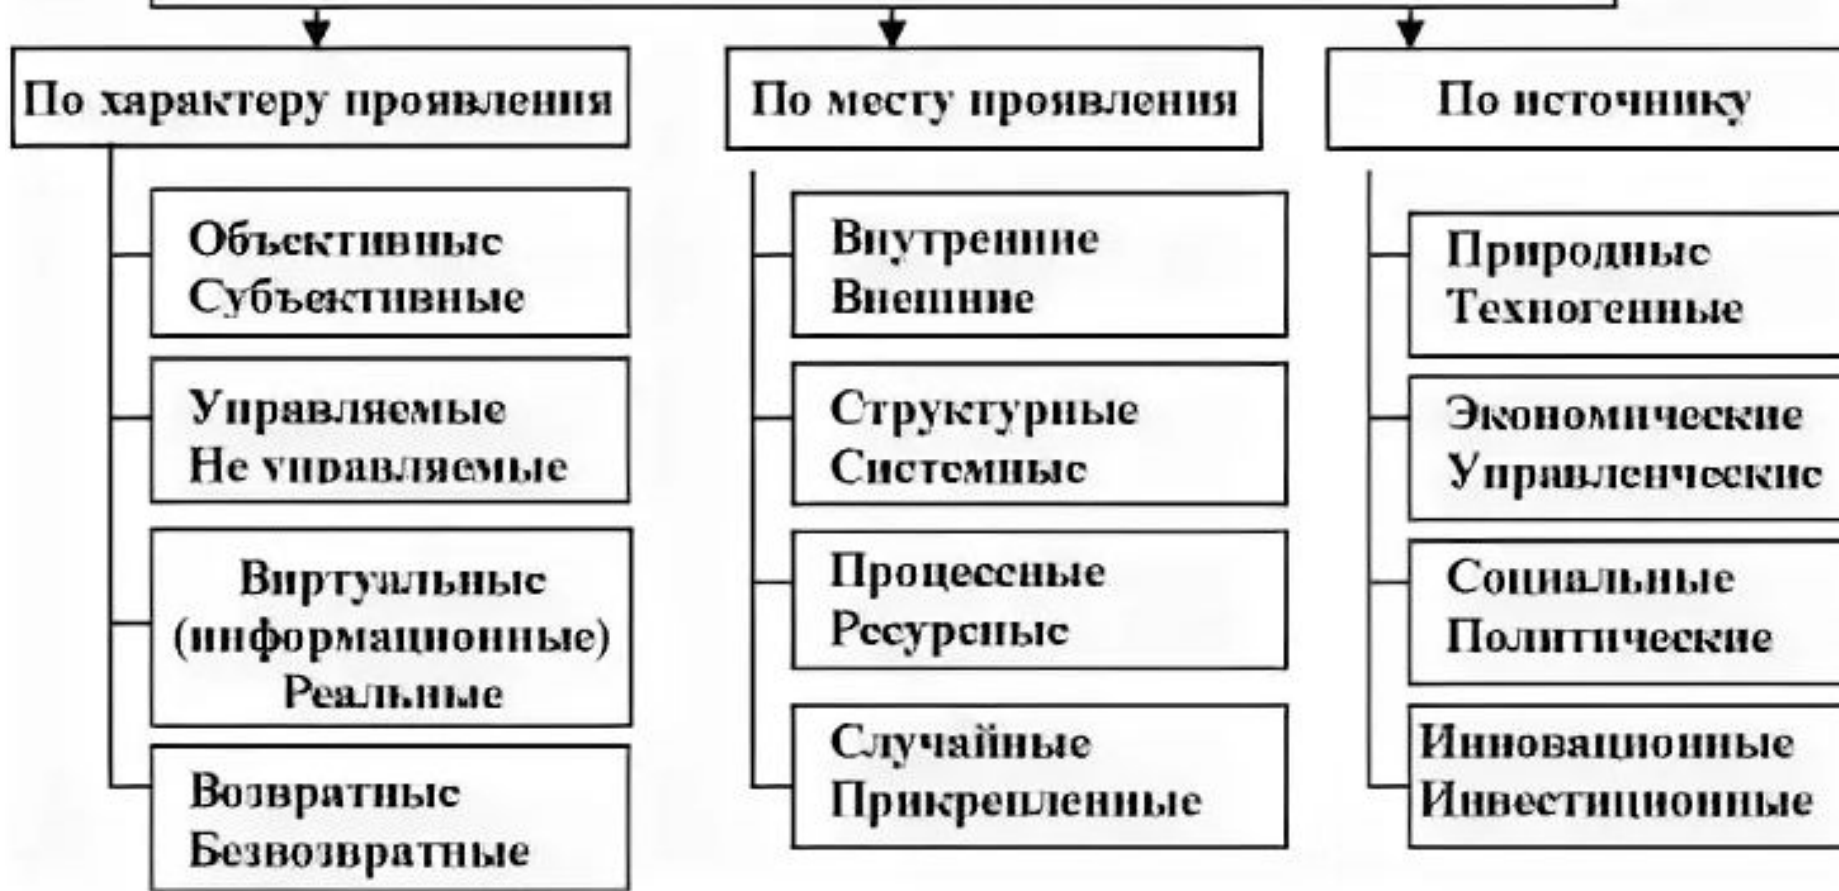 По характеру проявления
Объективные
Субъективные
Управляемые
Не управляемые
Виртуальные
(информационные)
Реальные
Возвратные
Безвозвратные
По месту проявления
Внутренние
Внешние
Структурные
Системные
Процессные
Ресурсные
Случайные
Прикрепленные
По источнику
Природные
Техногенные
Экономические
Управленческие
Социальные
Политические
Инновационные
Инвестиционные